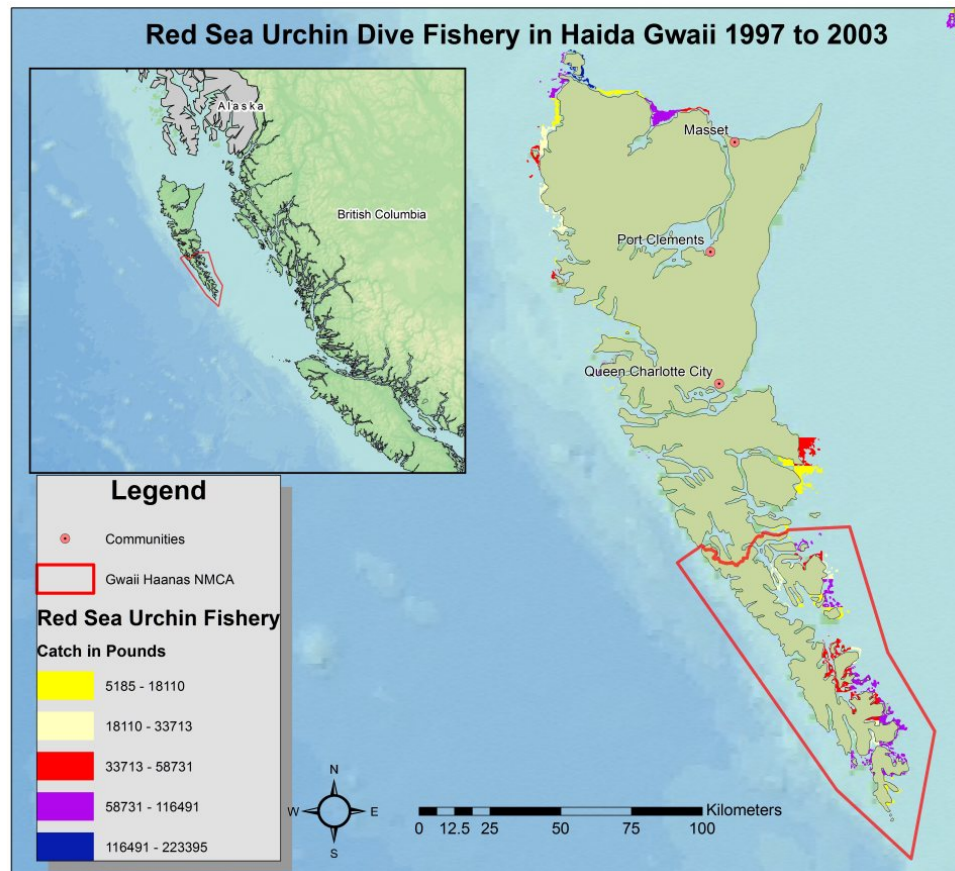 Red Sea Urchin Dive Fishery in Haida Gwaii 1997 to 2003
Alaska
British Columbia
Masset
Port Clements
Queen Charlotte City
Legend
Communities
Gwaii Haanas NMCA
Red Sea Urchin Fishery
Catch in Pounds
5185 - 18110
18110 - 33713
33713 - 58731
58731 - 116491
116491 - 223395
N
W E
S
Kilometers
0 12.5 25 50 75 100